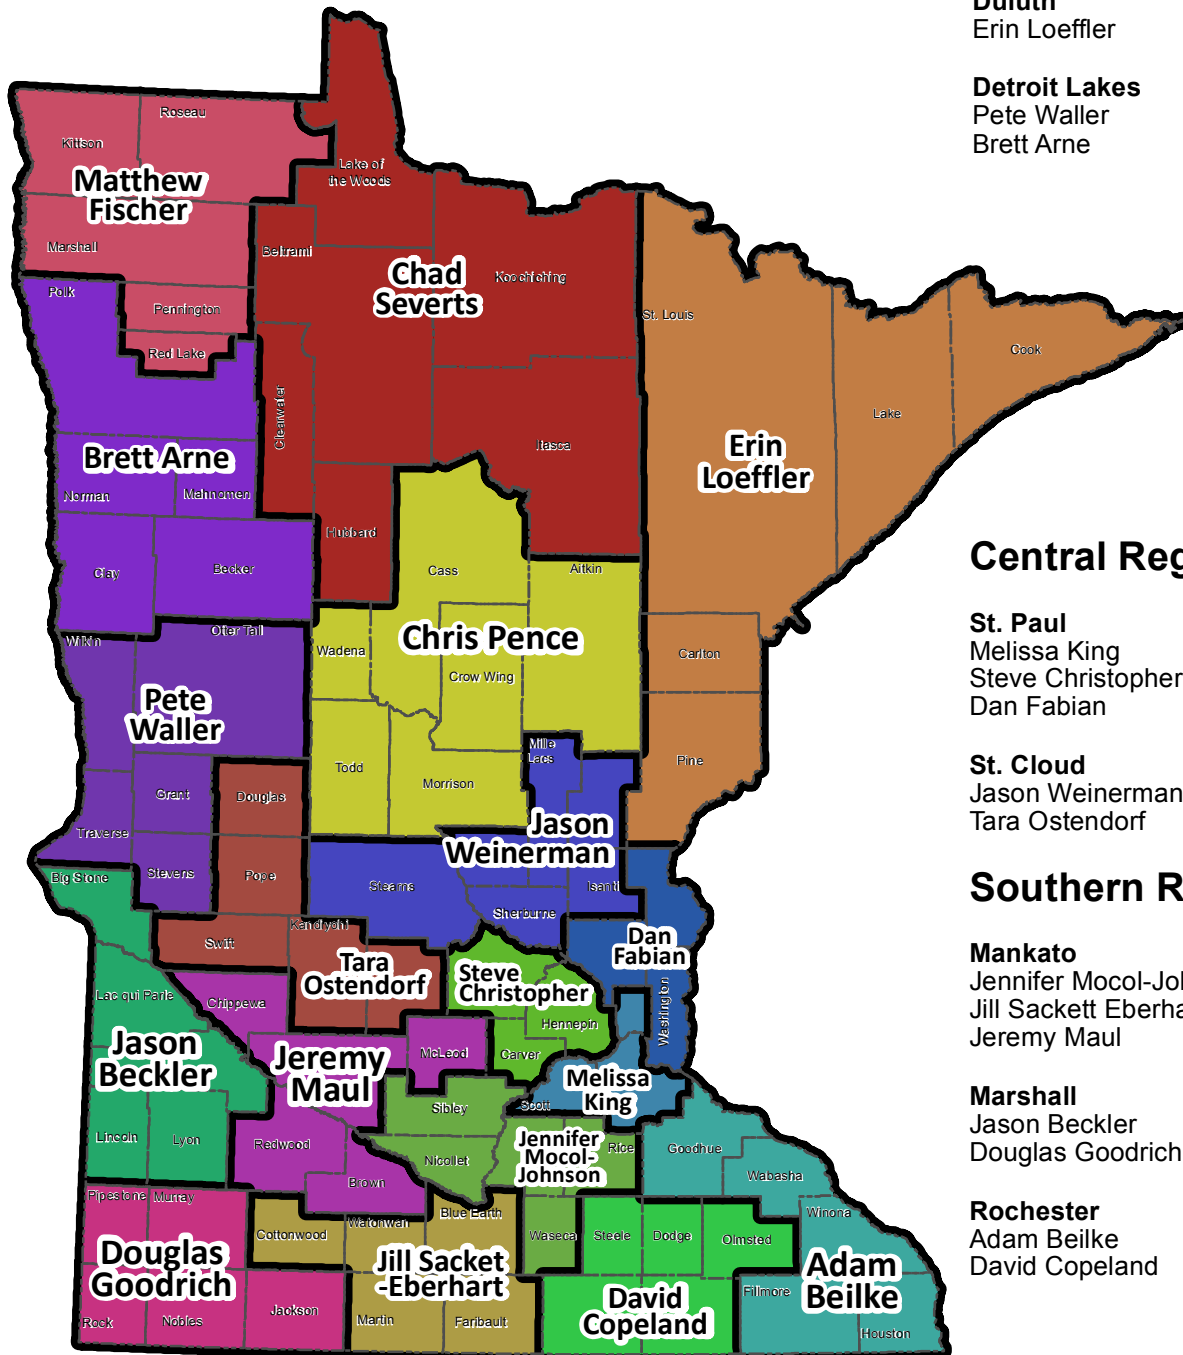 Duluth
Erin Loeffler
Detroit Lakes
Pete Waller
Brett Arne
Roseau
Kittson
Lake of
the Woods
Matthew
Fischer
Marshall
Beltrami
Chad
Severts
Koochiching
Polk
Pennington
Red Lake
St. Louis
Cook
Lake
Clearwater
Itasca
Erin
Loeffler
Brett Arne
Norman
Mahnomen
Hubbard
Clay
Becker
Cass
Aitkin
Central Reg
St. Paul
Melissa King
Steve Christopher
Dan Fabian
Wilkin
Otter Tail
Wadena
Chris Pence
Crow Wing
Carlton
Pete
Waller
Mille
Lacs
Todd
Morrison
Pine
St. Cloud
Jason Weinerman
Tara Ostendorf
Grant
Douglas
Traverse
Jason
Weinerman
Big Stone
Stevens
Pope
Stearns
Isanti
Sherburne
Southern R
Swift
Kandiyohi
Dan
Fabian
Tara
Ostendorf
Steve
Christopher
Mankato
Jennifer Mocol-Joh
Jill Sackett Eberha
Jeremy Maul
Lac qui Parle
Chippewa
Hennepin
Washington
Jason
Beckler
Jeremy
Maul
McLeod
Carver
Melissa
King
Scott
Marshall
Jason Beckler
Douglas Goodrich
Lincoln
Lyon
Redwood
Sibley
Nicollet
Jennifer
Mocol-
Johnson
Rice
Goodhue
Wabasha
Brown
Pipestone
Murray
Winona
Rochester
Adam Beilke
David Copeland
Cottonwood
Watonwan
Blue Earth
Waseca
Steele
Dodge
Olmsted
Douglas
Goodrich
Jill Sacket
-Eberhart
Adam
Beilke
Rock
Nobles
Jackson
Martin
Faribault
David
Copeland
Fillmore
Houston